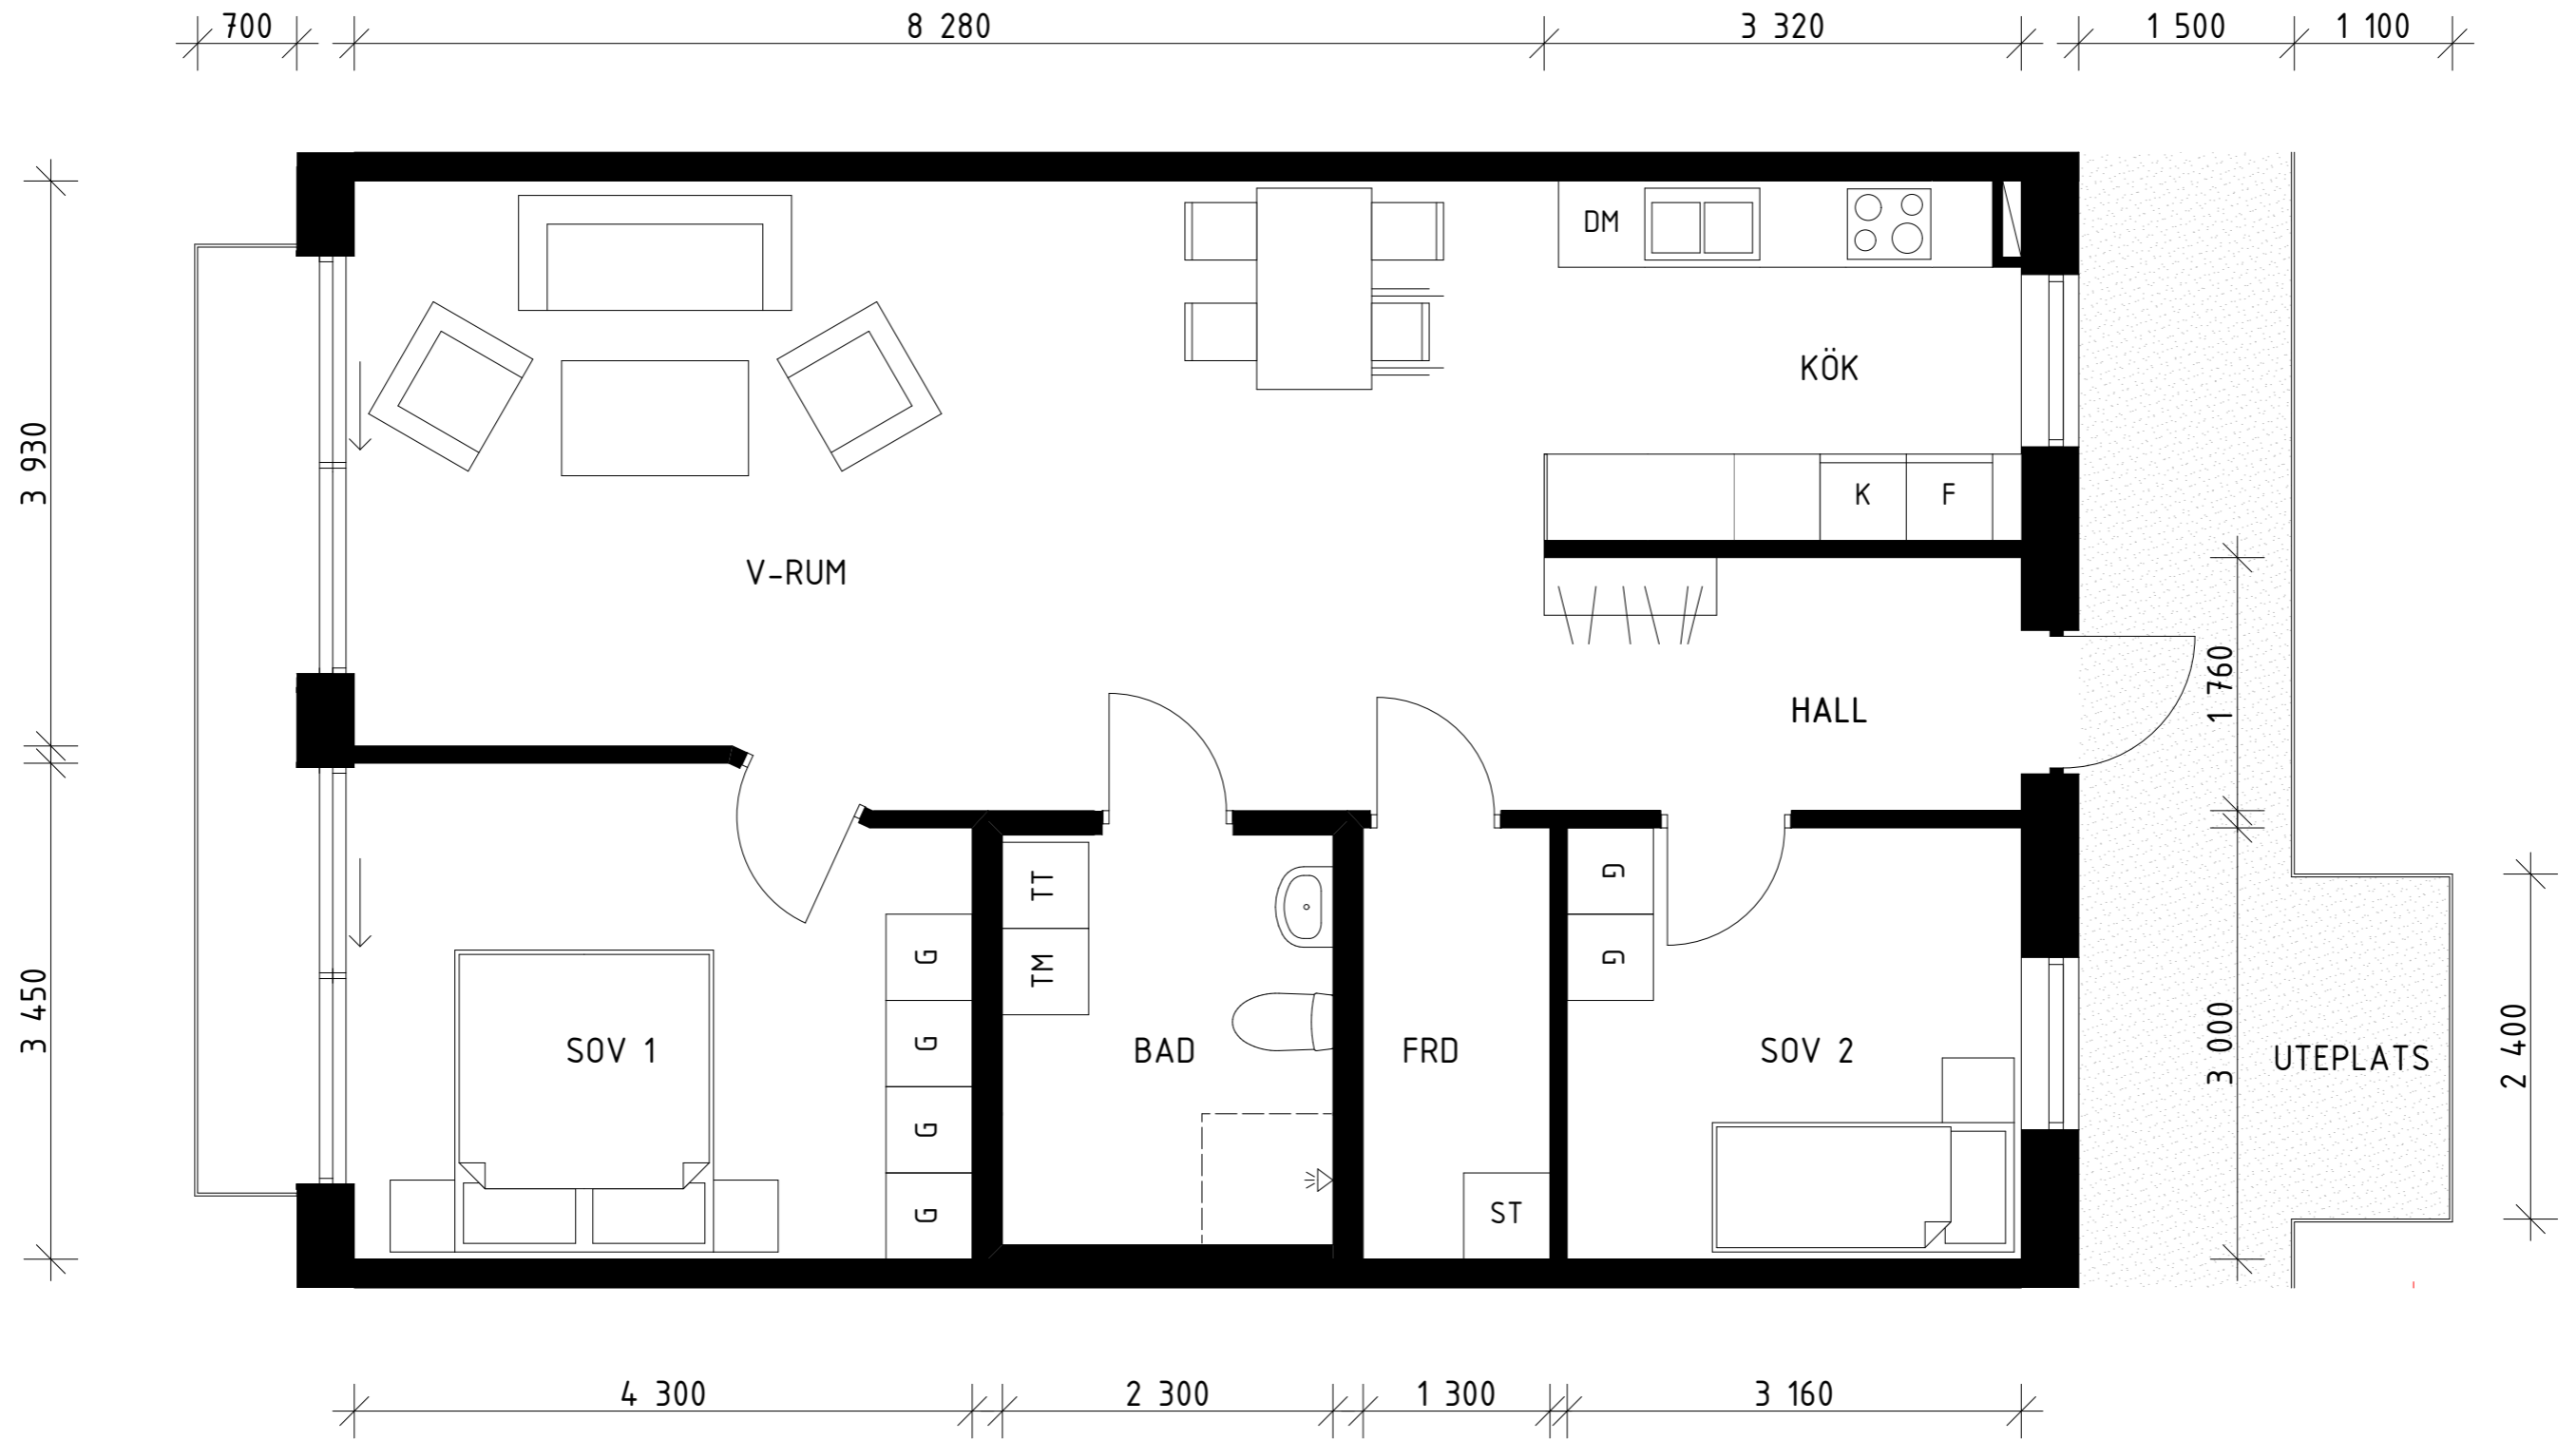 700
8 280
3 320
1 500
1 100
DM
KÖK
3 930
K
F
V-RUM
1 760
HALL
TT
G
G
G
TM
3 450
SOV 1
G
BAD
FRD
SOV 2
3 000
UTEPLATS
2 400
G
G
ST
4 300
2 300
1 300
3 160